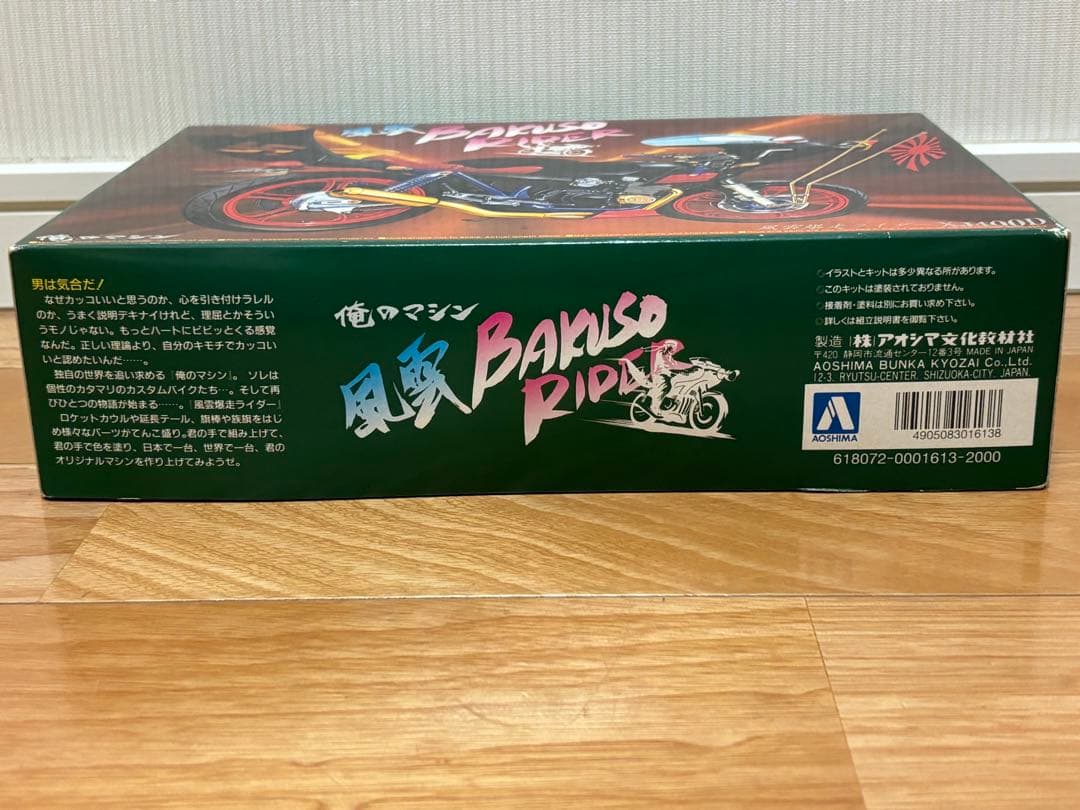 風雲 BAKUSO
RIDER
俺のマシン
男は気合だ!
なぜカッコいいと思うのか、心を引き付けラレル
のか、うまく説明デキナイけれど、理屈とかそうい
うモノじゃない。もっとハートにビビッとくる感覚
なんだ。正しい理論より、自分のキモチでカッコい
いと認めたいんだ……。
独自の世界を追い求める『俺のマシン』。ソレは
個性のカタマリのカスタムバイクたち…。そして再
びひとつの物語が始まる……。『風雲爆走ライダー』
ロケットカウルや延長テール、旗棒や族旗をはじ
め様々なパーツがてんこ盛り。君の手で組み上げて、
君の手で色を塗り、日本で一台、世界で一台、君の
オリジナルマシンを作り上げてみようぜ。
俺のマシン
風雲 BAKUSO
RIDER
○イラストとキットは多少異なる所があります。
○このキットは塗装されておりません。
○接着剤・塗料は別にお買い求め下さい。
○詳しくは組立説明書を御覧下さい。
製造 (株)アオシマ文化教材社
〒420 静岡市流通センター12番3号 MADE IN JAPAN
AOSHIMA BUNKA KYOZAI Co.,Ltd.
12-3, RYUTSU-CENTER, SHIZUOKA-CITY, JAPAN.
AOSHIMA
4905083016138
618072-0001613-2000